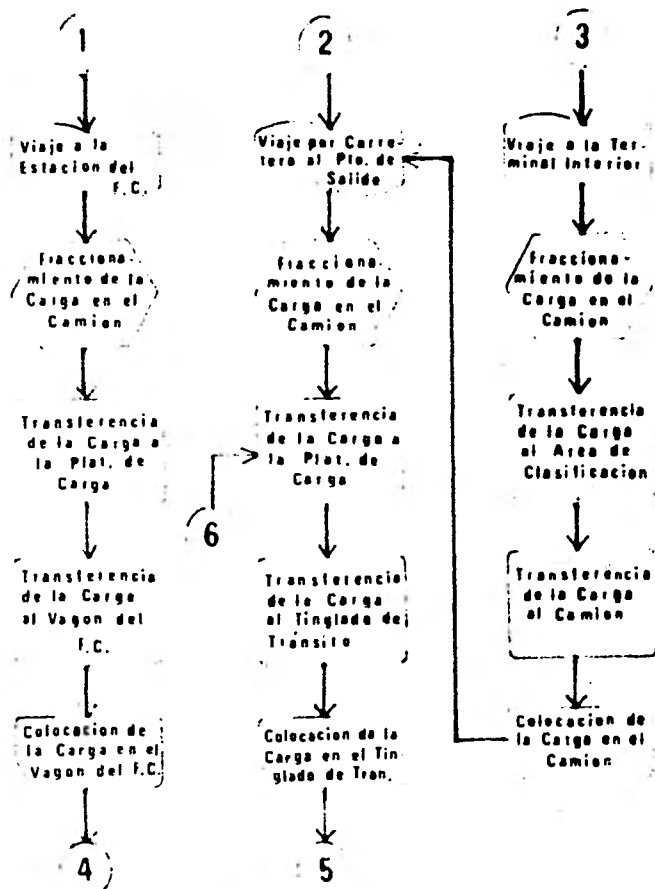 1
Viaje a la
Estacion del
F.C.
Fracciona-
miento de la
Carga en el
Camion
Transferencia
de la Carga a
la Plat. de
Carga
Transferencia
de la Carga
al Vagon del
F.C.
Colocacion de
la Carga en el
Vagon del F.C.
4
2
Viaje por Carre-
tera al Pto. de
Salida
Fracciona-
miento de la
Carga en el
Camion
Transferencia
de la Carga a
la Plat. de
Carga
6
Transferencia
de la Carga
al Tinglado de
Tránsito
Colocacion de la
Carga en el Tin
glado de Tran.
5
3
Viaje a la Ter-
minal Interior
Fracciona-
miento de la
Carga en el
Camion
Transferencia
de la Carga
al Area de
Clasificacion
Transferencia
de la Carga
al Camion
Colocacion de
la Carga en el
Camion